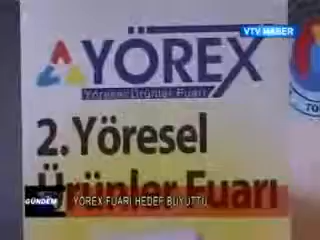 VTV HABER
YÖREX
Yöresel Ürünler Fuarı
2. Yöresel
Ürünler Fuarı
GÜNDEM
YÖREX FUARI HEDEF BÜYÜTTÜ